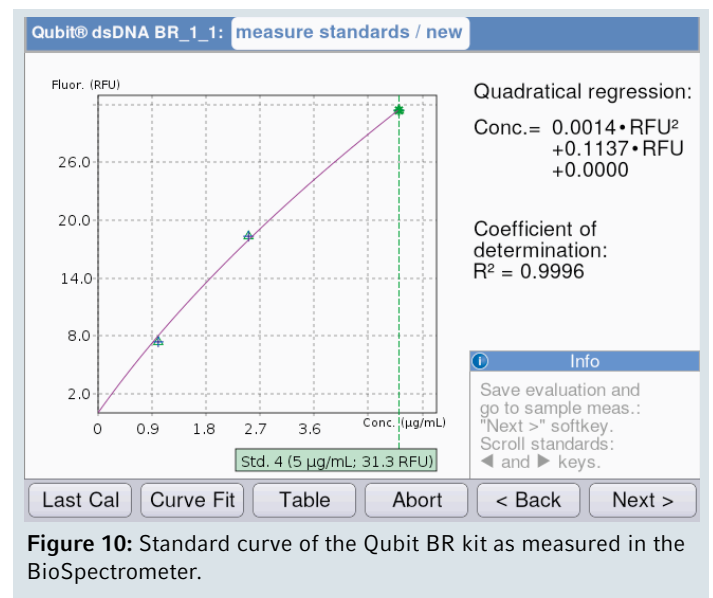 Qubit® dsDNA BR_1_1: measure standards / new
Fluor. (RFU)
26.0
20.0
14.0
8.0
2.0
0 0.9 1.8 2.7 3.6 Conc. (µg/mL)
Std. 4 (5 µg/mL; 31.3 RFU)
Quadratical regression:
Conc.= 0.0014•RFU²
+0.1137•RFU
+0.0000
Coefficient of
determination:
R² = 0.9996
Info
Save evaluation and
go to sample meas.:
"Next >" softkey.
Scroll standards:
◀ and ▶ keys.
Last Cal Curve Fit Table Abort < Back Next >
Figure 10: Standard curve of the Qubit BR kit as measured in the
BioSpectrometer.